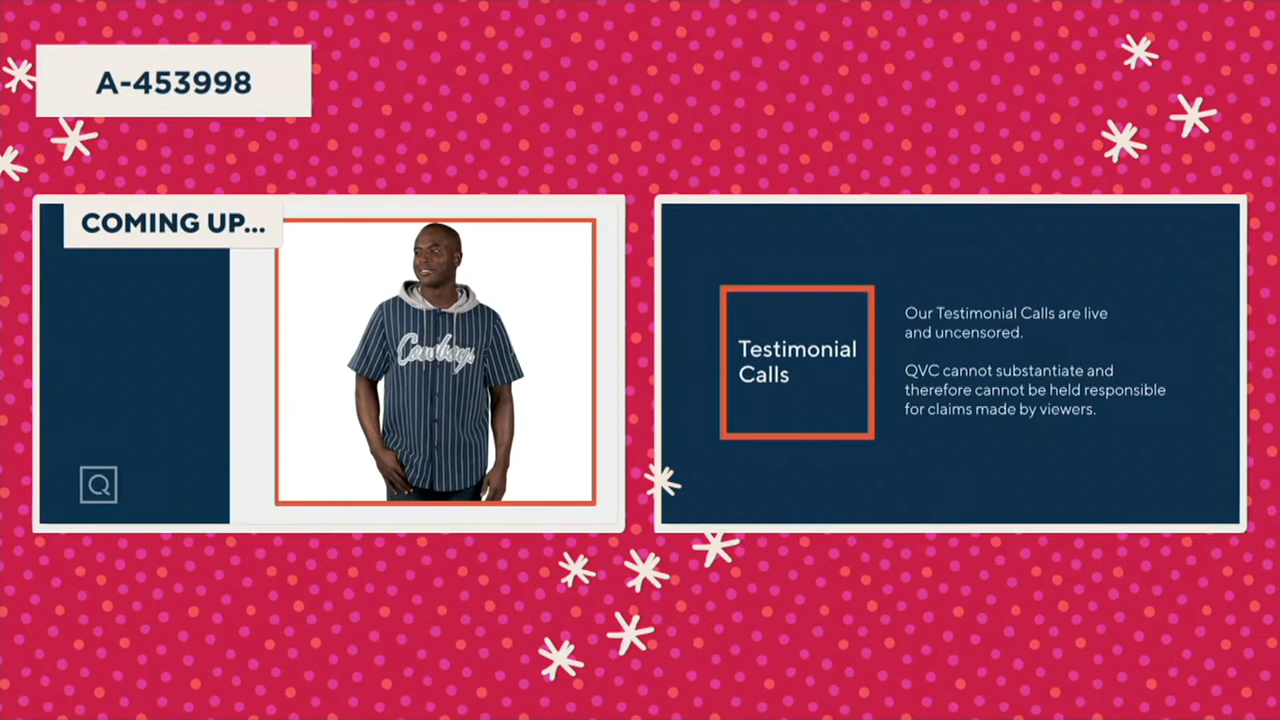 A-453998
COMING UP...
Cowboys
Q
Testimonial
Calls
Our Testimonial Calls are live
and uncensored.
QVC cannot substantiate and
therefore cannot be held responsible
for claims made by viewers.